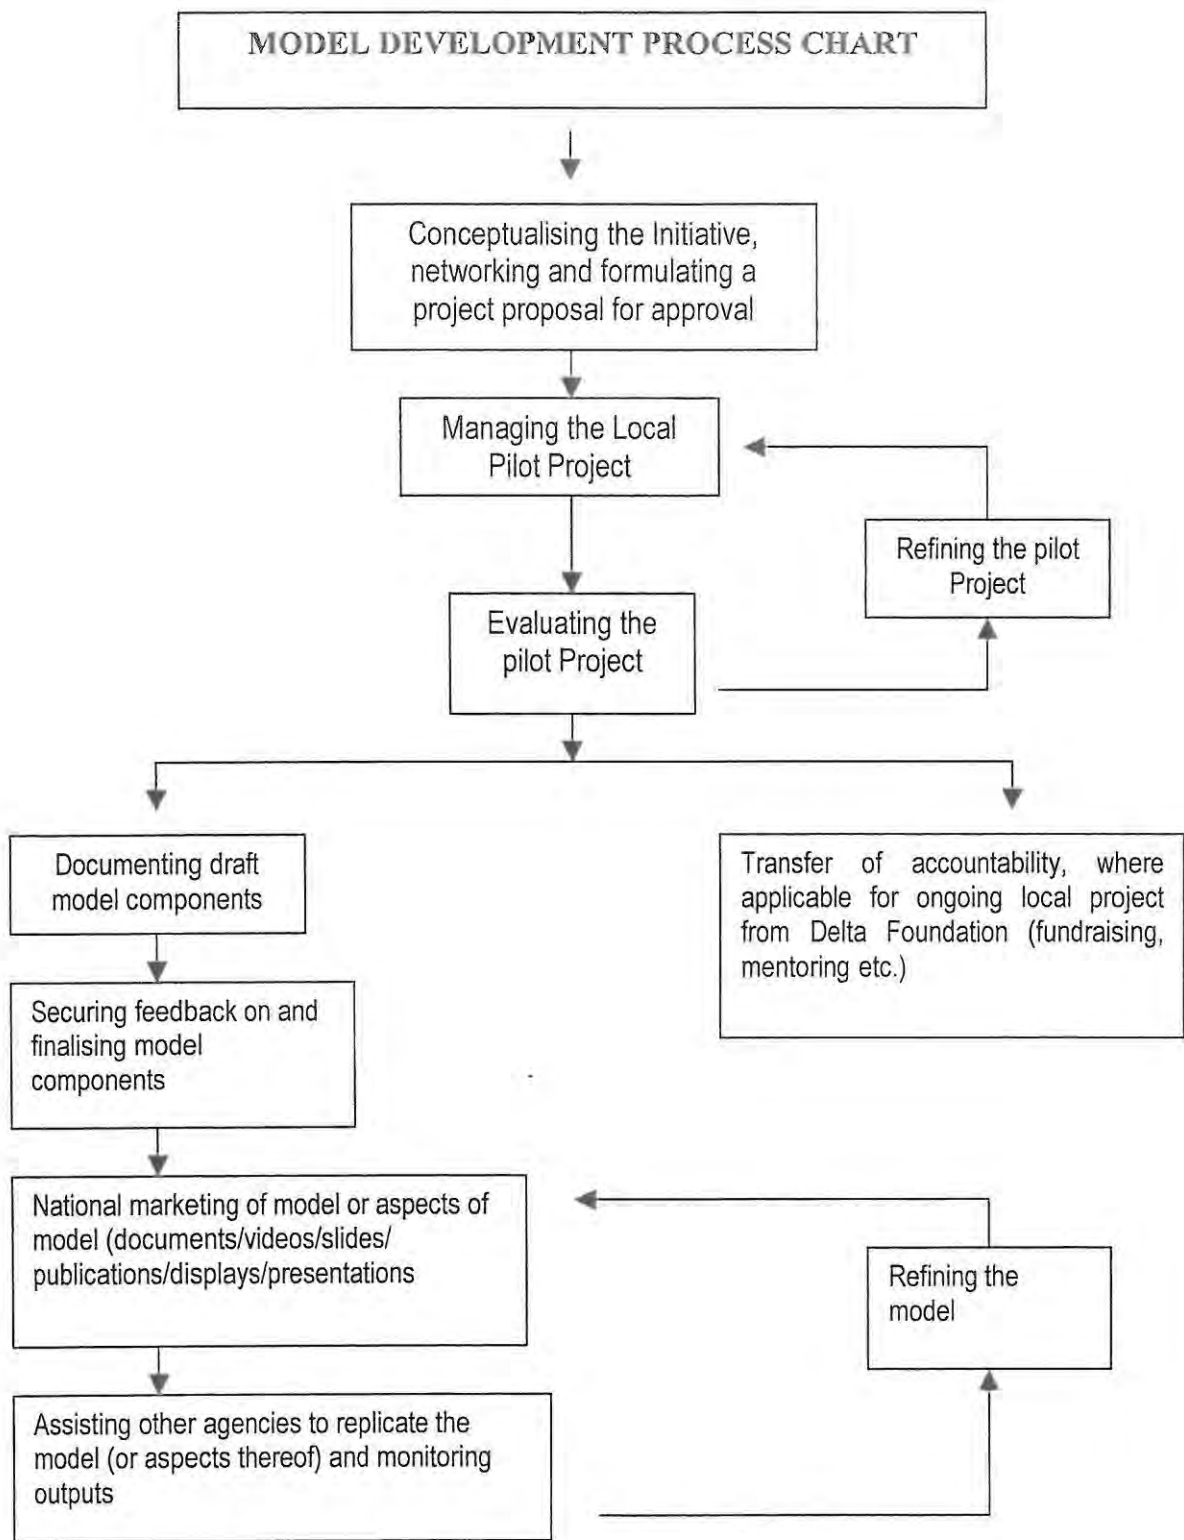 MODEL DEVELOPMENT PROCESS CHART
Conceptualising the Initiative,
networking and formulating a
project proposal for approval
Managing the Local
Pilot Project
Refining the pilot
Project
Evaluating the
pilot Project
Documenting draft
model components
Transfer of accountability, where
applicable for ongoing local project
from Delta Foundation (fundraising,
mentoring etc.)
Securing feedback on and
finalising model
components
National marketing of model or aspects of
model (documents/videos/slides/
publications/displays/presentations
Refining the
model
Assisting other agencies to replicate the
model (or aspects thereof) and monitoring
outputs